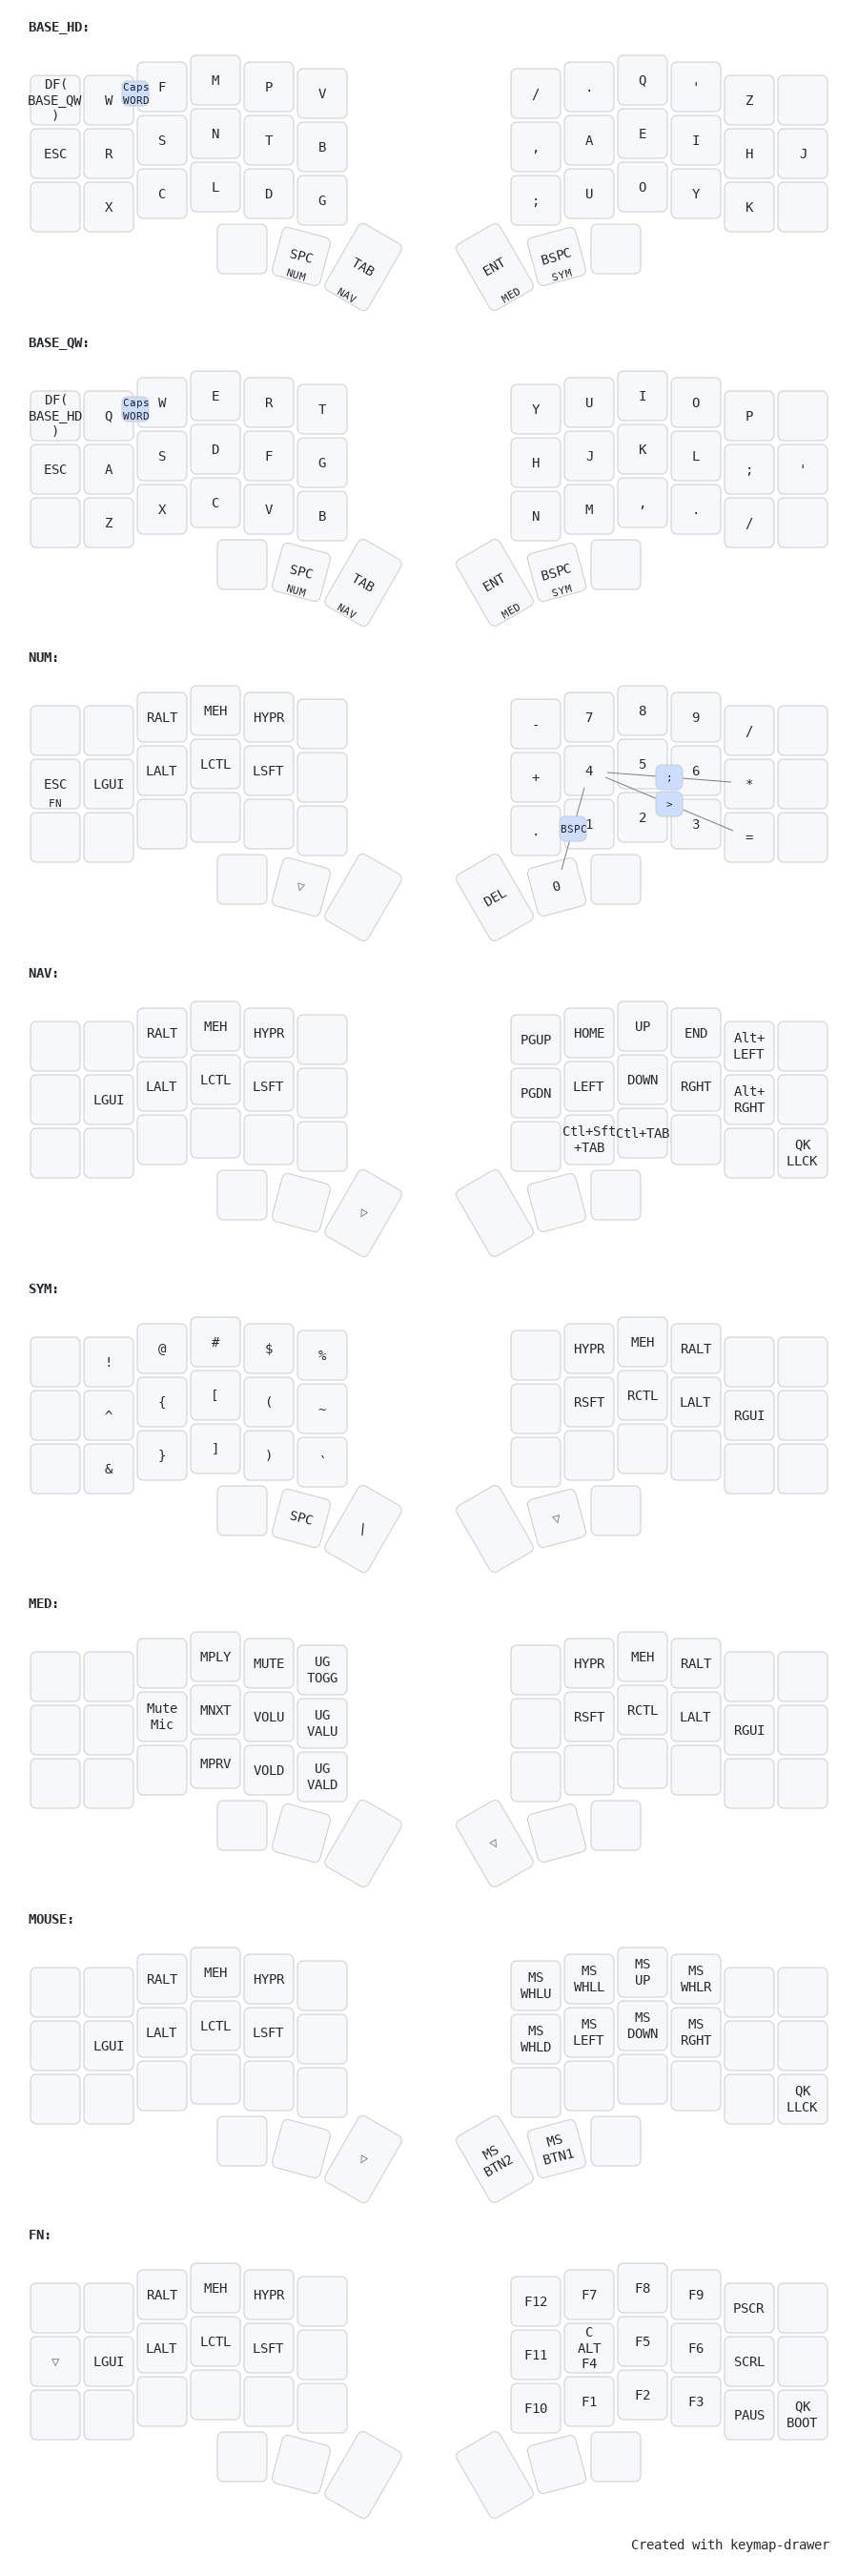 BASE_HD:
DF(
BASE_QW
)
W
Caps
WORD
F
M
P
V
/
.
Q
'
Z
ESC
R
S
N
T
B
,
A
E
I
H
J
X
C
L
D
G
;
U
O
Y
K
SPC
NUM
TAB
NAV
ENT
MED
BSPC
SYM
BASE_QW:
DF(
BASE_HD
)
Q
Caps
WORD
W
E
R
T
Y
U
I
O
P
ESC
A
S
D
F
G
H
J
K
L
;
'
Z
X
C
V
B
N
M
,
.
/
SPC
NUM
TAB
NAV
ENT
MED
BSPC
SYM
NUM:
RALT
MEH
HYPR
-
7
8
9
/
ESC
FN
LGUI
LALT
LCTL
LSFT
+
4
5
;
6
*
>
.
BSPC
1
2
3
=
▽
DEL
0
NAV:
RALT
MEH
HYPR
PGUP
HOME
UP
END
Alt+
LEFT
LGUI
LALT
LCTL
LSFT
PGDN
LEFT
DOWN
RGHT
Alt+
RGHT
Ctl+Sft
+TAB
Ctl+TAB
QK
LLCK
▽
SYM:
!
@
#
$
%
HYPR
MEH
RALT
^
{
[
(
~
RSFT
RCTL
LALT
RGUI
&
}
]
)
`
SPC
|
▽
MED:
MPLY
MUTE
UG
TOGG
HYPR
MEH
RALT
Mute
Mic
MNXT
VOLU
UG
VALU
RSFT
RCTL
LALT
RGUI
MPRV
VOLD
UG
VALD
▽
MOUSE:
RALT
MEH
HYPR
MS
WHLU
MS
WHLL
MS
UP
MS
WHLR
LGUI
LALT
LCTL
LSFT
MS
WHLD
MS
LEFT
MS
DOWN
MS
RGHT
QK
LLCK
▽
MS
BTN2
MS
BTN1
FN:
RALT
MEH
HYPR
F12
F7
F8
F9
PSCR
▽
LGUI
LALT
LCTL
LSFT
F11
C
ALT
F4
F5
F6
SCRL
F10
F1
F2
F3
PAUS
QK
BOOT
Created with keymap-drawer